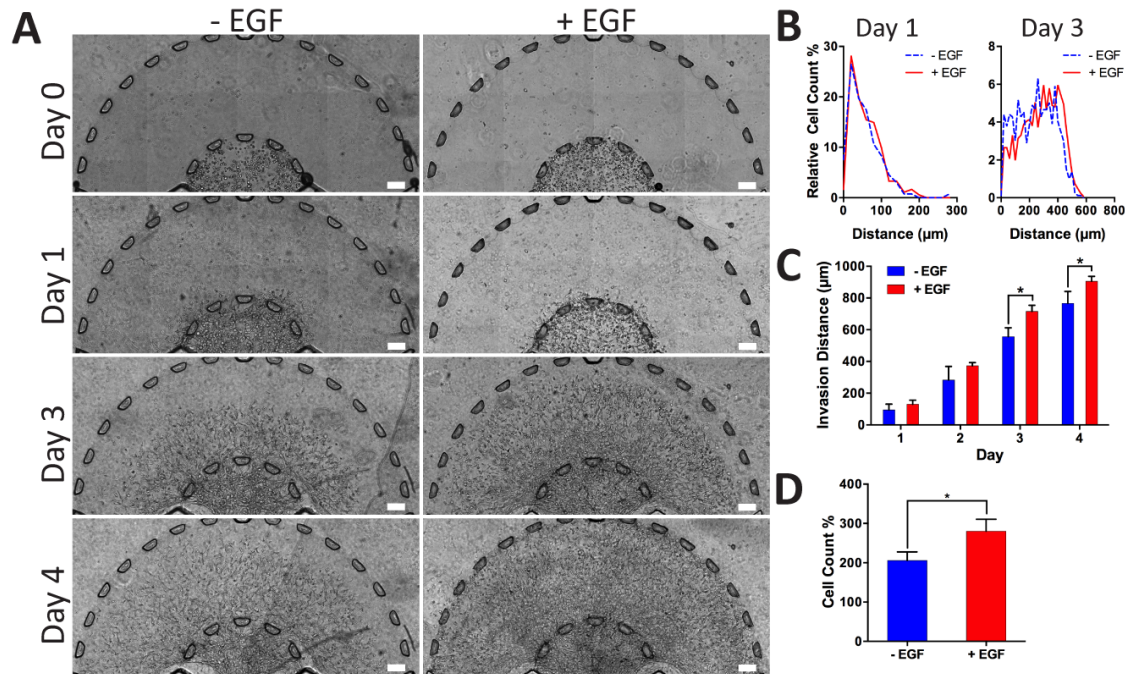 A
- EGF
+ EGF
Day 0
Day 1
Day 3
Day 4
B
Day 1
Day 3
Relative Cell Count %
30
20
10
0
0 100 200 300
Distance (µm)
- EGF
+ EGF
8
6
4
2
0
0 200 400 600 800
Distance (µm)
- EGF
+ EGF
C
Invasion Distance (µm)
1000
800
600
400
200
0
- EGF
+ EGF
*
*
1 2 3 4
Day
D
Cell Count %
400
300
200
100
0
*
- EGF + EGF